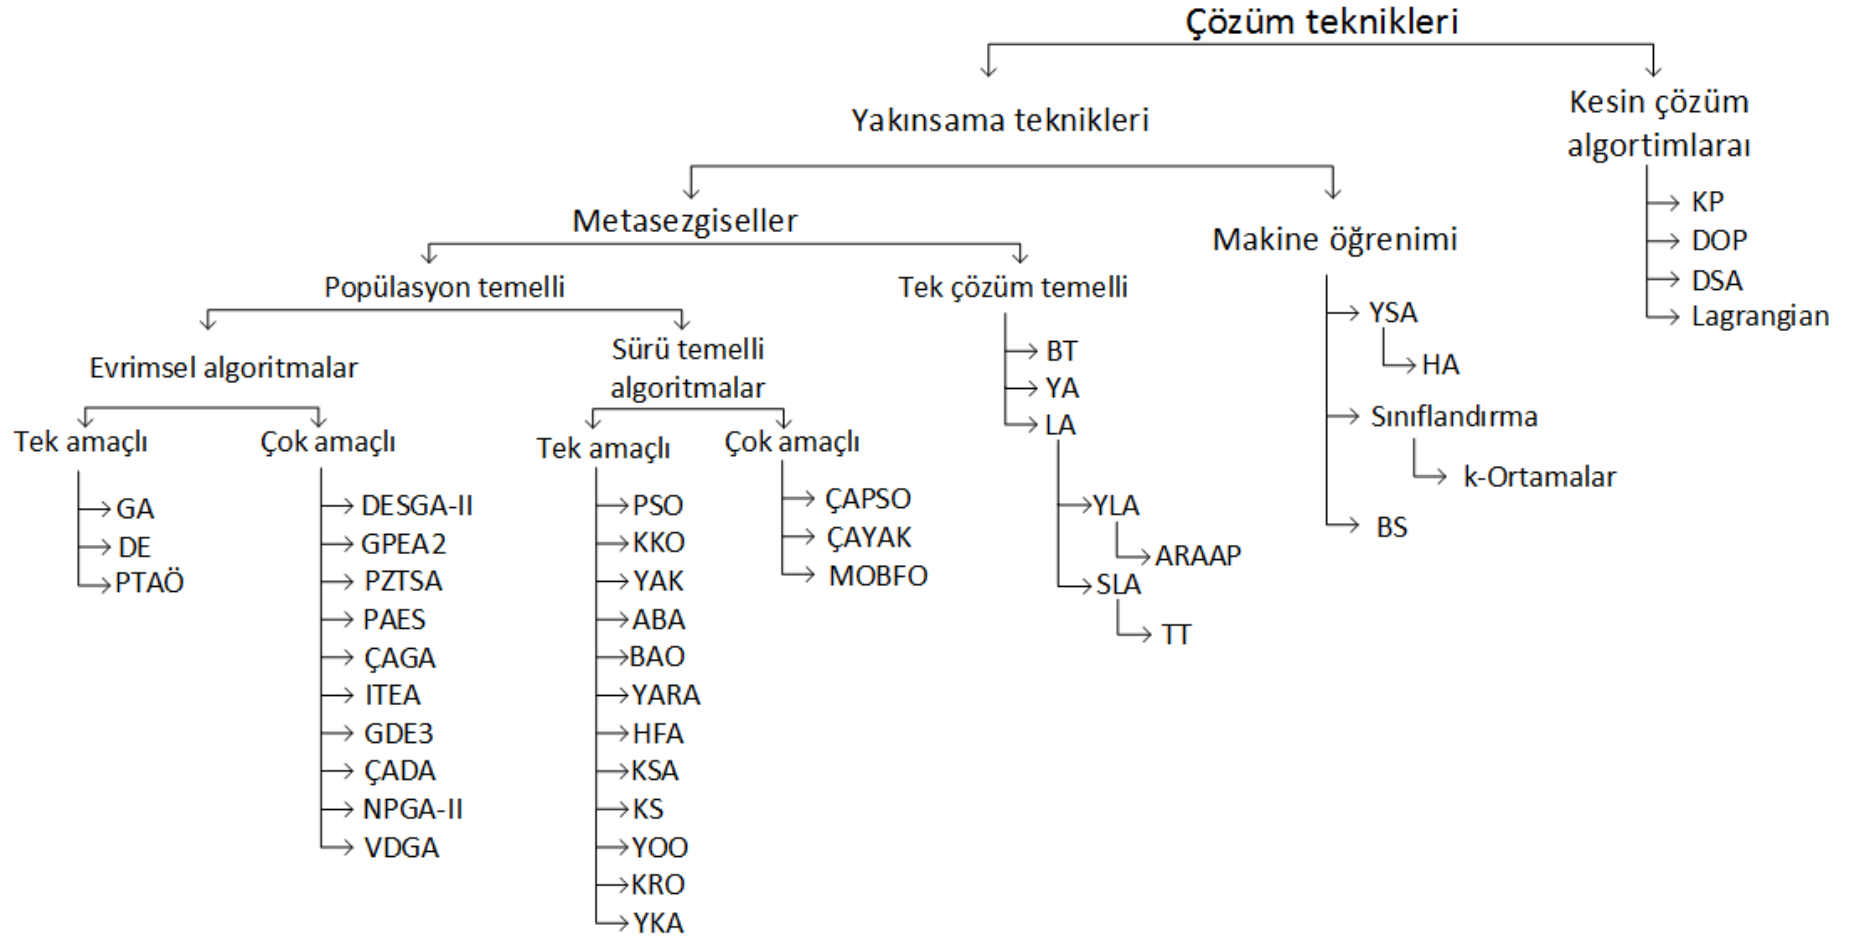 Çözüm teknikleri
Yakınsama teknikleri
Kesin çözüm
algortimlaraı
KP
DOP
DSA
Lagrangian
Metasezgiseller
Makine öğrenimi
YSA
HA
Sınıflandırma
k-Ortamalar
BS
Popülasyon temelli
Tek çözüm temelli
BT
YA
LA
YLA
ARAAP
SLA
TT
Evrimsel algoritmalar
Sürü temelli
algoritmalar
Tek amaçlı
GA
DE
PTAÖ
Çok amaçlı
DESGA-II
GPEA2
PZTSA
PAES
ÇAGA
ITEA
GDE3
ÇADA
NPGA-II
VDGA
Tek amaçlı
PSO
KKO
YAK
ABA
BAO
YARA
HFA
KSA
KS
YOO
KRO
YKA
Çok amaçlı
ÇAPSO
ÇAYAK
MOBFO